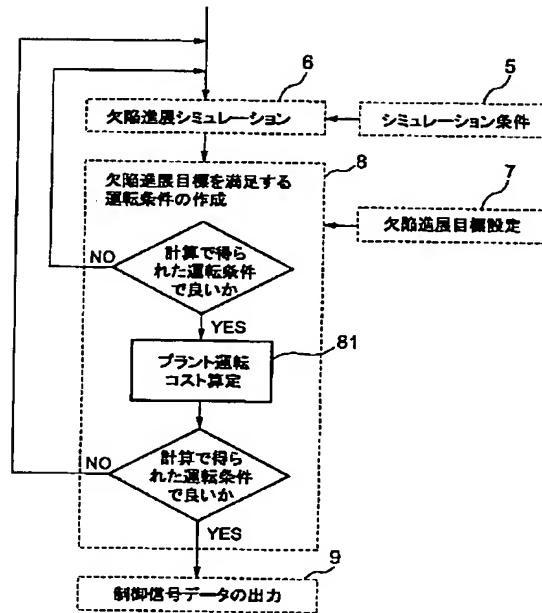 6
5
欠陥進展シミュレーション
シミュレーション条件
8
7
欠陥進展目標を満足する
運転条件の作成
欠陥進展目標設定
NO
計算で得ら
れた運転条件
で良いか
YES
81
プラント運転
コスト算定
NO
計算で得ら
れた運転条件
で良いか
YES
9
制御信号データの出力